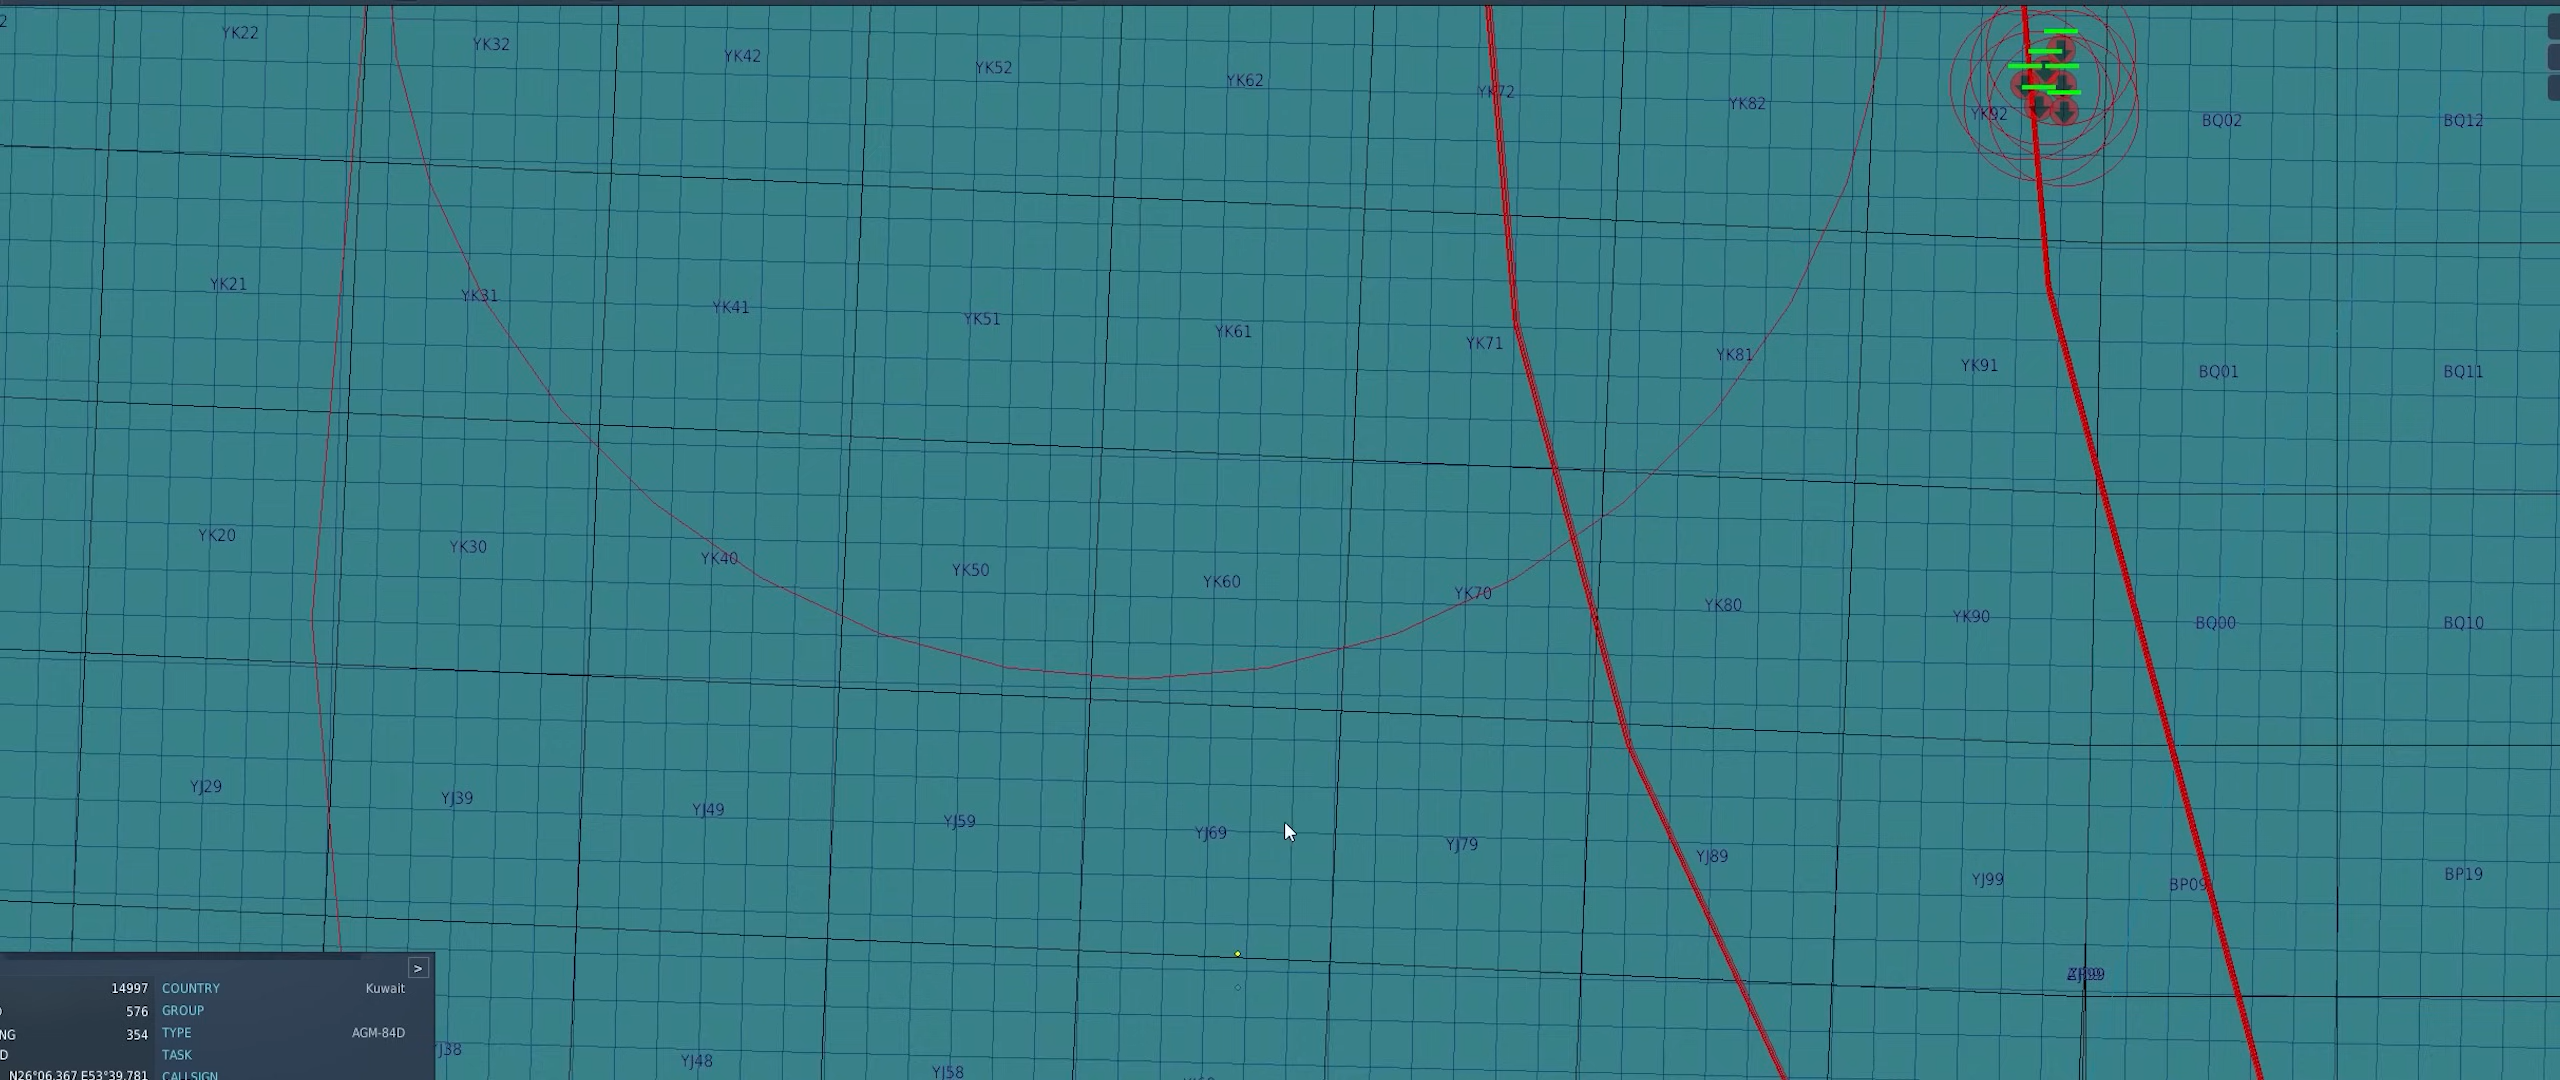 2
YK22
YK32
YK42
YK52
YK62
YK72
YK82
YK92
BQ02
BQ12
YK21
YK31
YK41
YK51
YK61
YK71
YK81
YK91
BQ01
BQ11
YK20
YK30
YK40
YK50
YK60
YK70
YK80
YK90
BQ00
BQ10
YJ29
YJ39
YJ49
YJ59
YJ69
YJ79
YJ89
YJ99
BP09
BP19
>
14997 COUNTRY Kuwait
576 GROUP
NG 354 TYPE AGM-84D
D TASK
N26°06.367 E53°39.781 CALLSIGN
J38
YJ48
YJ58